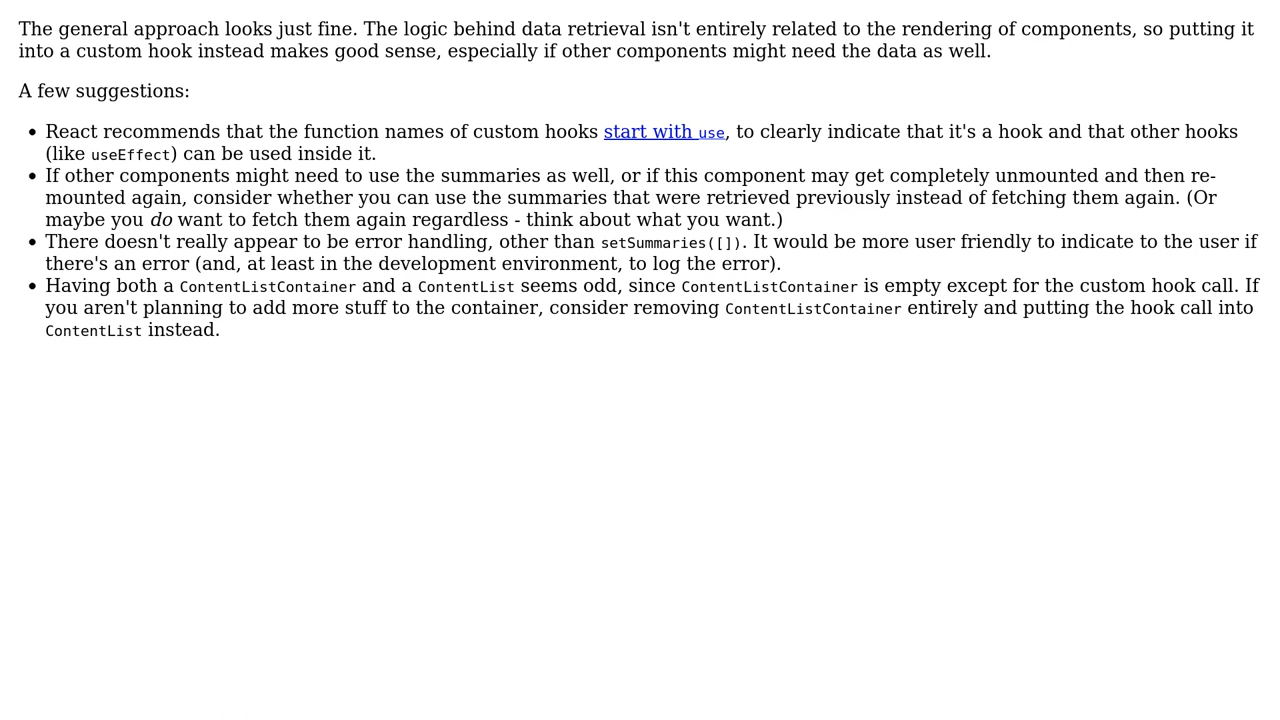 The general approach looks just fine. The logic behind data retrieval isn't entirely related to the rendering of components, so putting it
into a custom hook instead makes good sense, especially if other components might need the data as well.
A few suggestions:
• React recommends that the function names of custom hooks start with use, to clearly indicate that it's a hook and that other hooks
(like useEffect) can be used inside it.
• If other components might need to use the summaries as well, or if this component may get completely unmounted and then re-
mounted again, consider whether you can use the summaries that were retrieved previously instead of fetching them again. (Or
maybe you do want to fetch them again regardless - think about what you want.)
• There doesn't really appear to be error handling, other than setSummaries([]). It would be more user friendly to indicate to the user if
there's an error (and, at least in the development environment, to log the error).
• Having both a ContentListContainer and a ContentList seems odd, since ContentListContainer is empty except for the custom hook call. If
you aren't planning to add more stuff to the container, consider removing ContentListContainer entirely and putting the hook call into
ContentList instead.